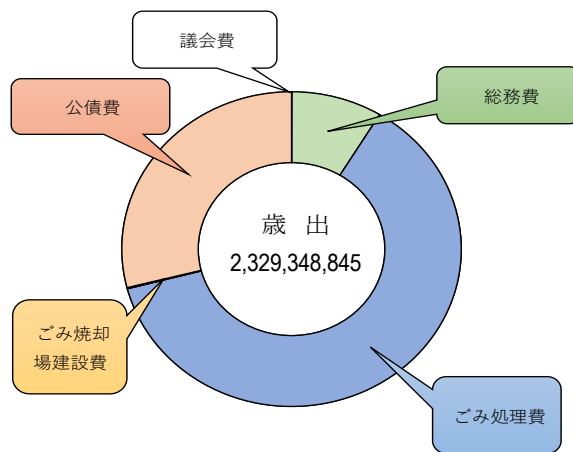 議会費
公債費
総務費
歳 出
2,329,348,845
ごみ焼却
場建設費
ごみ処理費